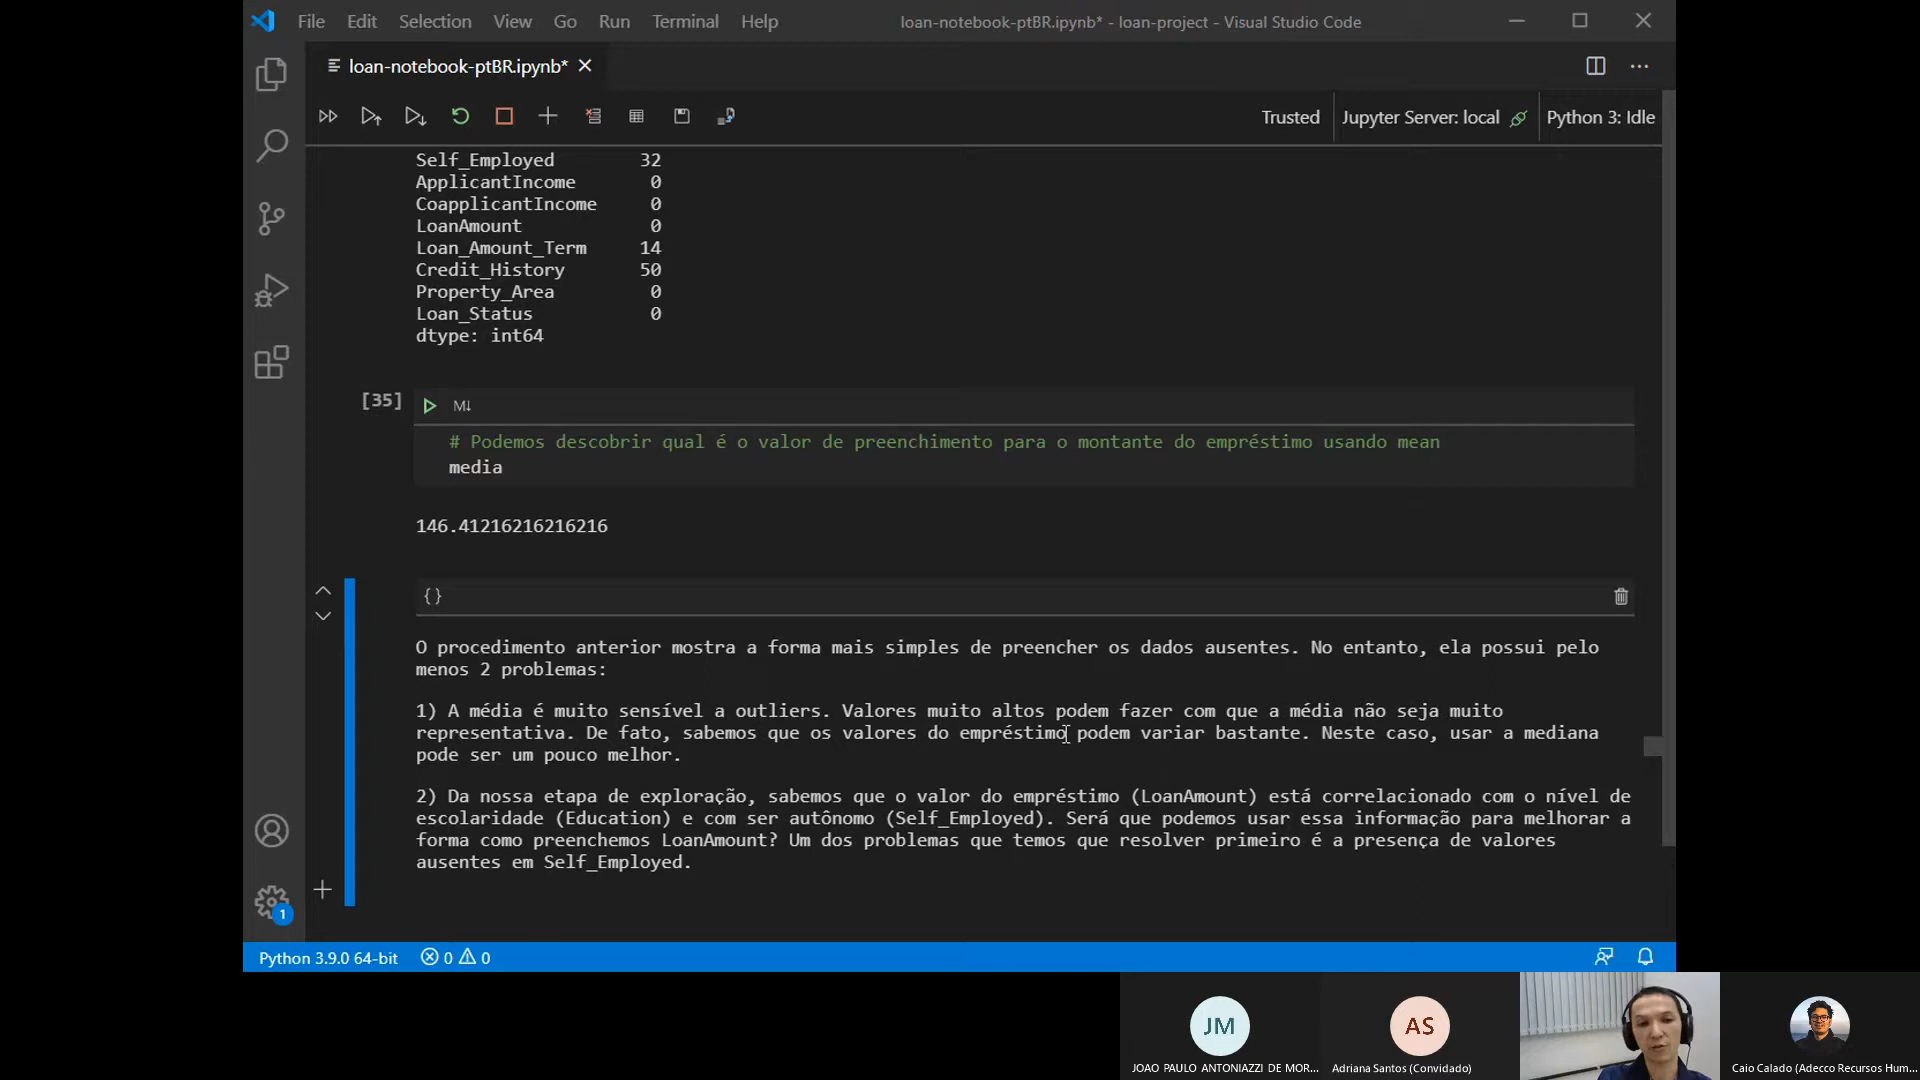 File Edit Selection View Go Run Terminal Help
loan-notebook-ptBR.ipynb* - loan-project - Visual Studio Code
loan-notebook-ptBR.ipynb*
Trusted
Jupyter Server: local
Python 3: Idle
Self_Employed 32
ApplicantIncome 0
CoapplicantIncome 0
LoanAmount 0
Loan_Amount_Term 14
Credit_History 50
Property_Area 0
Loan_Status 0
dtype: int64
[35]
M↓
# Podemos descobrir qual é o valor de preenchimento para o montante do empréstimo usando mean
media
146.41216216216216
{}
O procedimento anterior mostra a forma mais simples de preencher os dados ausentes. No entanto, ela possui pelo
menos 2 problemas:
1) A média é muito sensível a outliers. Valores muito altos podem fazer com que a média não seja muito
representativa. De fato, sabemos que os valores do empréstimo podem variar bastante. Neste caso, usar a mediana
pode ser um pouco melhor.
2) Da nossa etapa de exploração, sabemos que o valor do empréstimo (LoanAmount) está correlacionado com o nível de
escolaridade (Education) e com ser autônomo (Self_Employed). Será que podemos usar essa informação para melhorar a
forma como preenchemos LoanAmount? Um dos problemas que temos que resolver primeiro é a presença de valores
ausentes em Self_Employed.
1
Python 3.9.0 64-bit
0
0
JM
AS
JOAO PAULO ANTONIAZZI DE MOR...
Adriana Santos (Convidado)
Caio Calado (Adecco Recursos Hum...